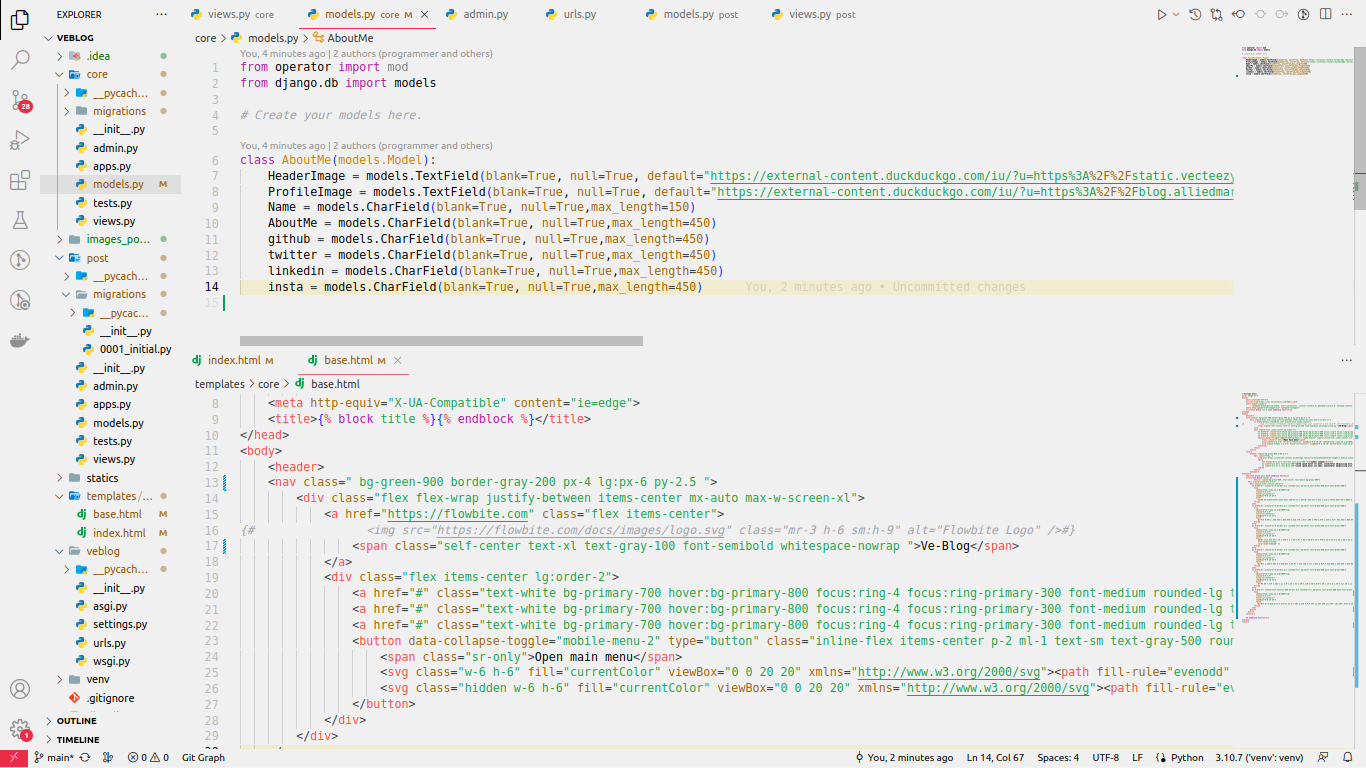 EXPLORER
VEBLOG
.idea
core
__pycach...
migrations
__init__.py
admin.py
apps.py
models.py M
tests.py
views.py
images_po...
post
__pycach...
migrations
__pycac...
__init__.py
0001_initial.py
__init__.py
admin.py
apps.py
models.py
tests.py
views.py
statics
templates/...
base.html
index.html
veblog
__pycach...
__init__.py
asgi.py
settings.py
urls.py
wsgi.py
venv
.gitignore
OUTLINE
TIMELINE
28
1
views.py core
models.py core M
admin.py
urls.py
models.py post
views.py post
core > models.py > AboutMe
You, 4 minutes ago | 2 authors (programmer and others)
1 from operator import mod
2 from django.db import models
3
4 # Create your models here.
5
You, 4 minutes ago | 2 authors (programmer and others)
6 class AboutMe(models.Model):
7 HeaderImage = models.TextField(blank=True, null=True, default="https://external-content.duckduckgo.com/iu/?u=https%3A%2F%2Fstatic.vecteezy
8 ProfileImage = models.TextField(blank=True, null=True, default="https://external-content.duckduckgo.com/iu/?u=https%3A%2F%2Fblog.alliedmar
9 Name = models.CharField(blank=True, null=True,max_length=150)
10 AboutMe = models.CharField(blank=True, null=True,max_length=450)
11 github = models.CharField(blank=True, null=True,max_length=450)
12 twitter = models.CharField(blank=True, null=True,max_length=450)
13 linkedin = models.CharField(blank=True, null=True,max_length=450)
14 insta = models.CharField(blank=True, null=True,max_length=450) You, 2 minutes ago • Uncommitted changes
15
index.html M
base.html M
templates > core > base.html
8 <meta http-equiv="X-UA-Compatible" content="ie=edge">
9 <title>{% block title %}{% endblock %}</title>
10 </head>
11 <body>
12 <header>
13 <nav class=" bg-green-900 border-gray-200 px-4 lg:px-6 py-2.5 ">
14 <div class="flex flex-wrap justify-between items-center mx-auto max-w-screen-xl">
15 <a href="https://flowbite.com" class="flex items-center">
16 {# <img src="https://flowbite.com/docs/images/logo.svg" class="mr-3 h-6 sm:h-9" alt="Flowbite Logo" />#}
17 <span class="self-center text-xl text-gray-100 font-semibold whitespace-nowrap ">Ve-Blog</span>
18 </a>
19 <div class="flex items-center lg:order-2">
20 <a href="#" class="text-white bg-primary-700 hover:bg-primary-800 focus:ring-4 focus:ring-primary-300 font-medium rounded-lg t
21 <a href="#" class="text-white bg-primary-700 hover:bg-primary-800 focus:ring-4 focus:ring-primary-300 font-medium rounded-lg t
22 <a href="#" class="text-white bg-primary-700 hover:bg-primary-800 focus:ring-4 focus:ring-primary-300 font-medium rounded-lg t
23 <button data-collapse-toggle="mobile-menu-2" type="button" class="inline-flex items-center p-2 ml-1 text-sm text-gray-500 roun
24 <span class="sr-only">Open main menu</span>
25 <svg class="w-6 h-6" fill="currentColor" viewBox="0 0 20 20" xmlns="http://www.w3.org/2000/svg"><path fill-rule="evenodd"
26 <svg class="hidden w-6 h-6" fill="currentColor" viewBox="0 0 20 20" xmlns="http://www.w3.org/2000/svg"><path fill-rule="ev
27 </button>
28 </div>
29 </div>
main* 0 0 Git Graph You, 2 minutes ago Ln 14, Col 67 Spaces: 4 UTF-8 LF Python 3.10.7 ('venv': venv)